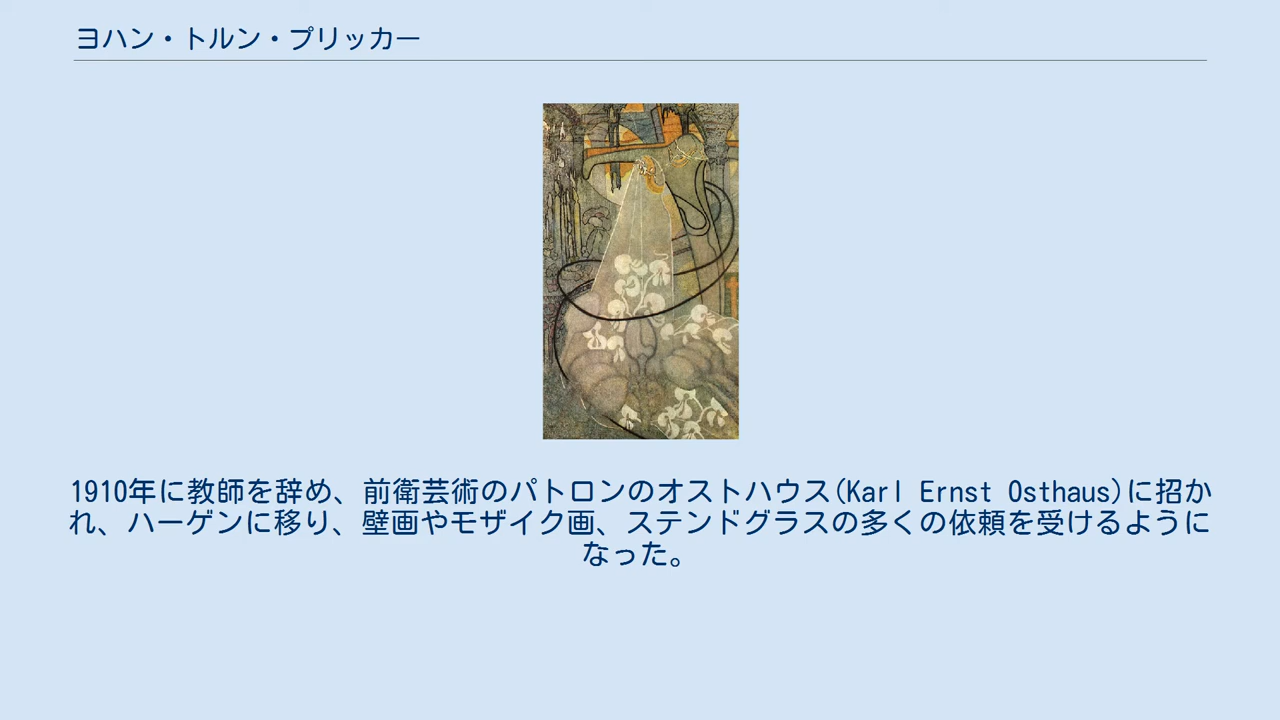 ヨハン・トルン・プリッカー
1910年に教師を辞め、前衛芸術のパトロンのオストハウス(Karl Ernst Osthaus)に招か
れ、ハーゲンに移り、壁画やモザイク画、ステンドグラスの多くの依頼を受けるように
なった。